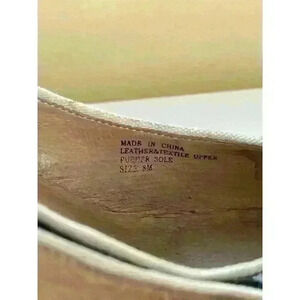 MADE IN CHINA
LEATHER&TEXTILE UPPER
RUBBER SOLE
SIZE 8M